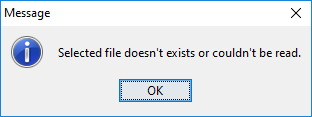 Message
Selected file doesn't exists or couldn't be read.
OK